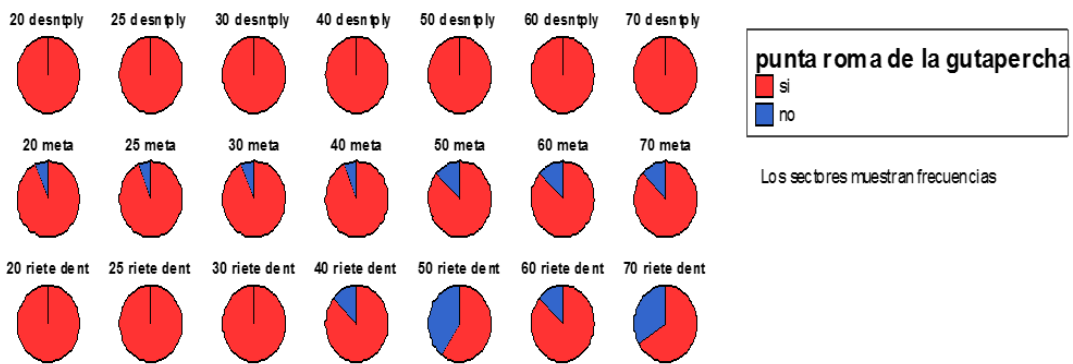 20 desntply 25 desntply 30 desntply 40 desntply 50 desntply 60 desntply 70 desntply
punta roma de la gutapercha
si
no
20 meta 25 meta 30 meta 40 meta 50 meta 60 meta 70 meta
Los sectores muestran frecuencias
20 riete dent 25 riete dent 30 riete dent 40 riete dent 50 riete dent 60 riete dent 70 riete dent